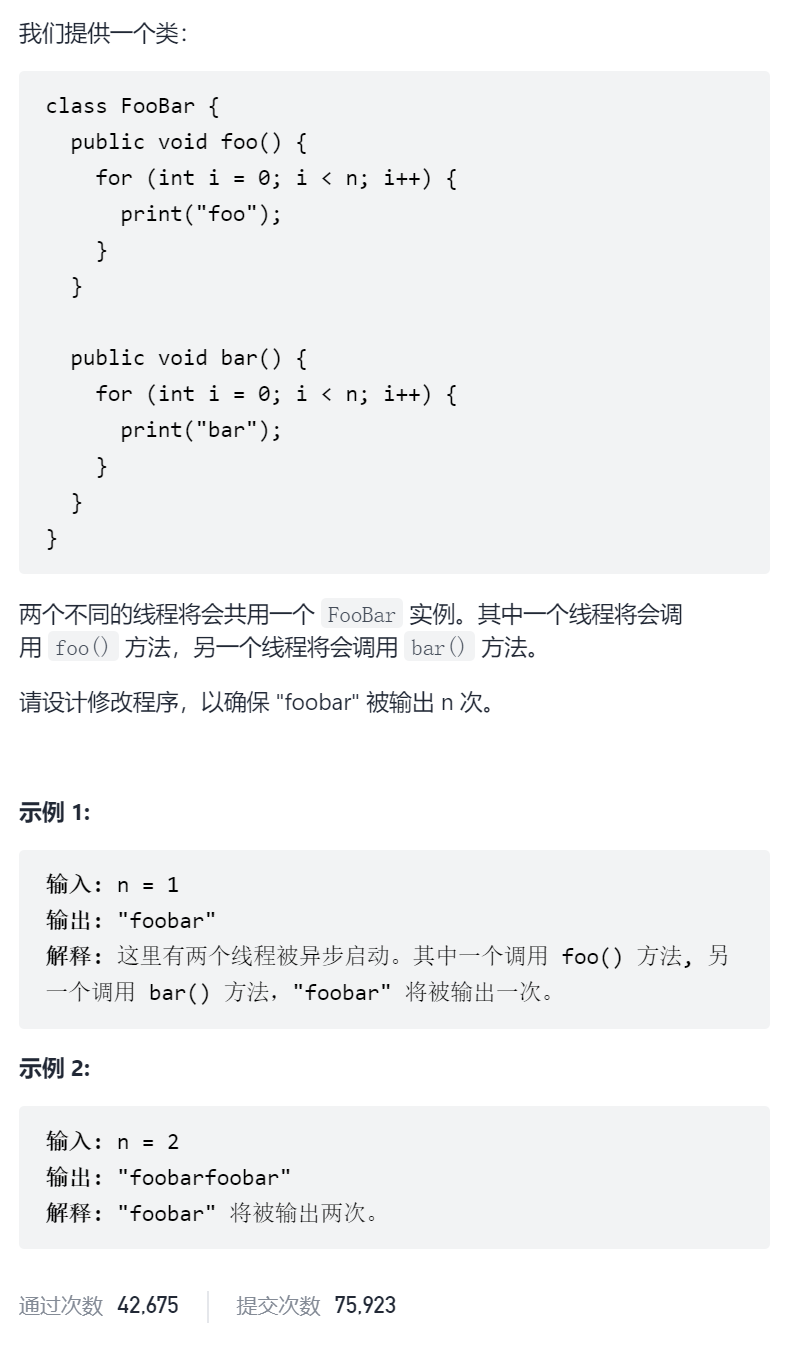 我们提供一个类：
class FooBar {
  public void foo() {
    for (int i = 0; i < n; i++) {
      print("foo");
    }
  }
  public void bar() {
    for (int i = 0; i < n; i++) {
      print("bar");
    }
  }
}
两个不同的线程将会共用一个 FooBar 实例。其中一个线程将会调
用 foo() 方法，另一个线程将会调用 bar() 方法。
请设计修改程序，以确保 "foobar" 被输出 n 次。
示例 1:
输入: n = 1
输出: "foobar"
解释: 这里有两个线程被异步启动。其中一个调用 foo() 方法, 另
一个调用 bar() 方法，"foobar" 将被输出一次。
示例 2:
输入: n = 2
输出: "foobarfoobar"
解释: "foobar" 将被输出两次。
通过次数 42,675 提交次数 75,923